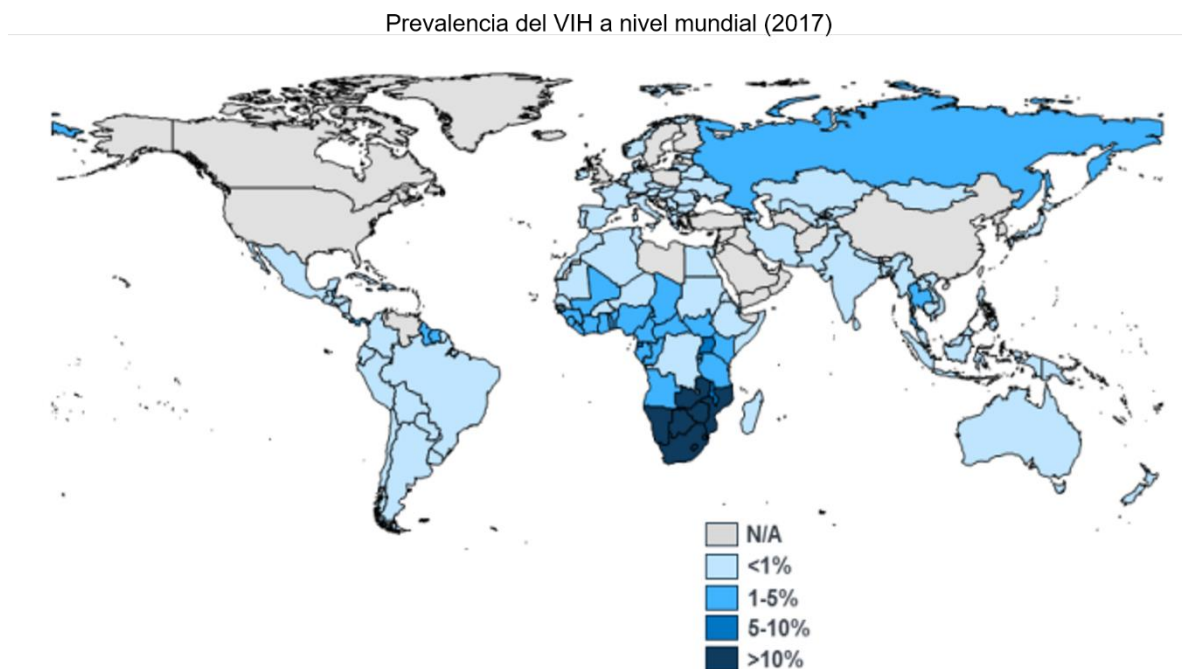 Prevalencia del VIH a nivel mundial (2017)
N/A
<1%
1-5%
5-10%
>10%